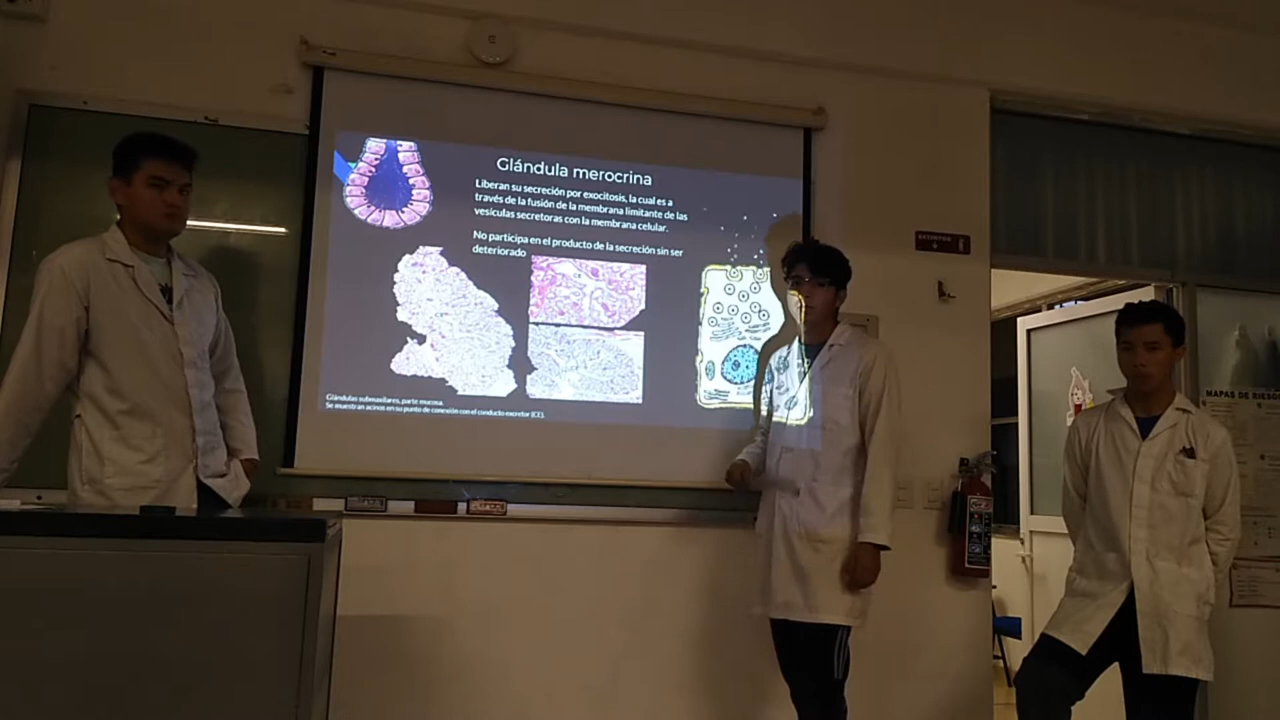 Glándula merocrina
Liberan su secreción por exocitosis, la cual es a
través de la fusión de la membrana limitante de las
vesículas secretoras con la membrana celular.
No participa en el producto de la secreción sin ser
deteriorado
Glándulas submaxilares, parte mucosa.
Se muestran acinos en su punto de conexión con el conducto excretor (CE).
EXTINTOR
MAPAS DE RIESGO